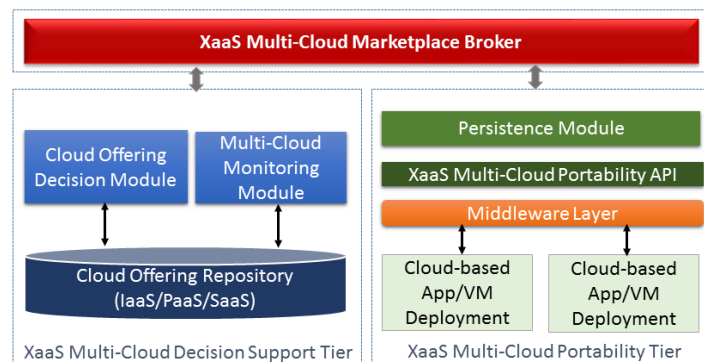 XaaS Multi-Cloud Marketplace Broker
Cloud Offering
Decision Module
Multi-Cloud
Monitoring
Module
Cloud Offering Repository
(IaaS/PaaS/SaaS)
XaaS Multi-Cloud Decision Support Tier
Persistence Module
XaaS Multi-Cloud Portability API
Middleware Layer
Cloud-based
App/VM
Deployment
Cloud-based
App/VM
Deployment
XaaS Multi-Cloud Portability Tier